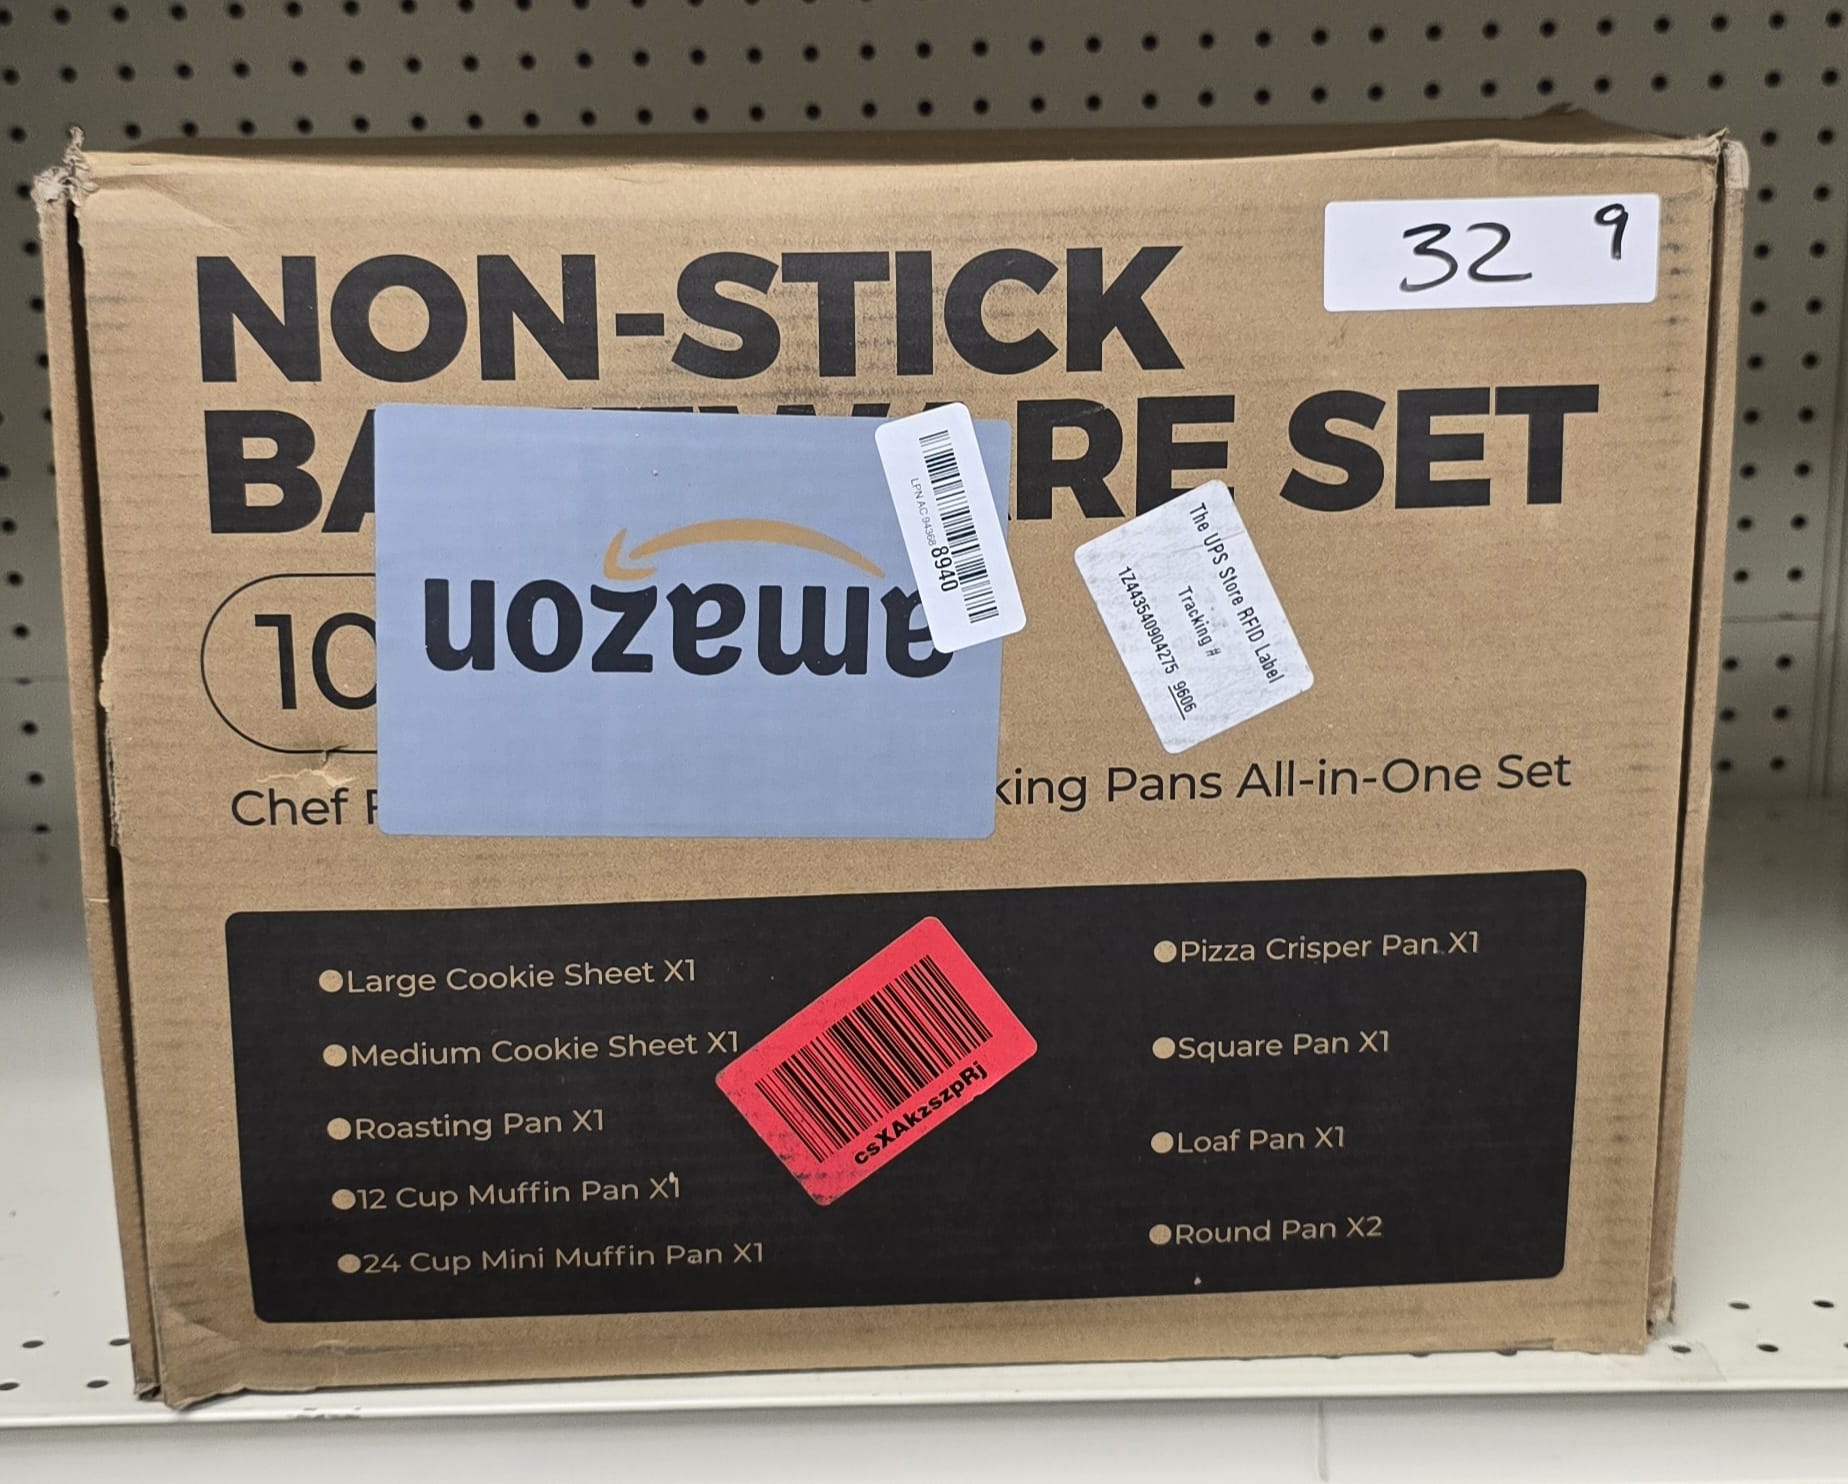 32 9
NON-STICK
BAKEWARE SET
10
amazon
LPN AC 94368 8940
The UPS Store RFID Label
Tracking #
1Z443540904275 9606
Chef
king Pans All-in-One Set
●Large Cookie Sheet X1
●Medium Cookie Sheet X1
●Roasting Pan X1
●12 Cup Muffin Pan X1
●24 Cup Mini Muffin Pan X1
csXAkzszpRj
●Pizza Crisper Pan X1
●Square Pan X1
●Loaf Pan X1
●Round Pan X2